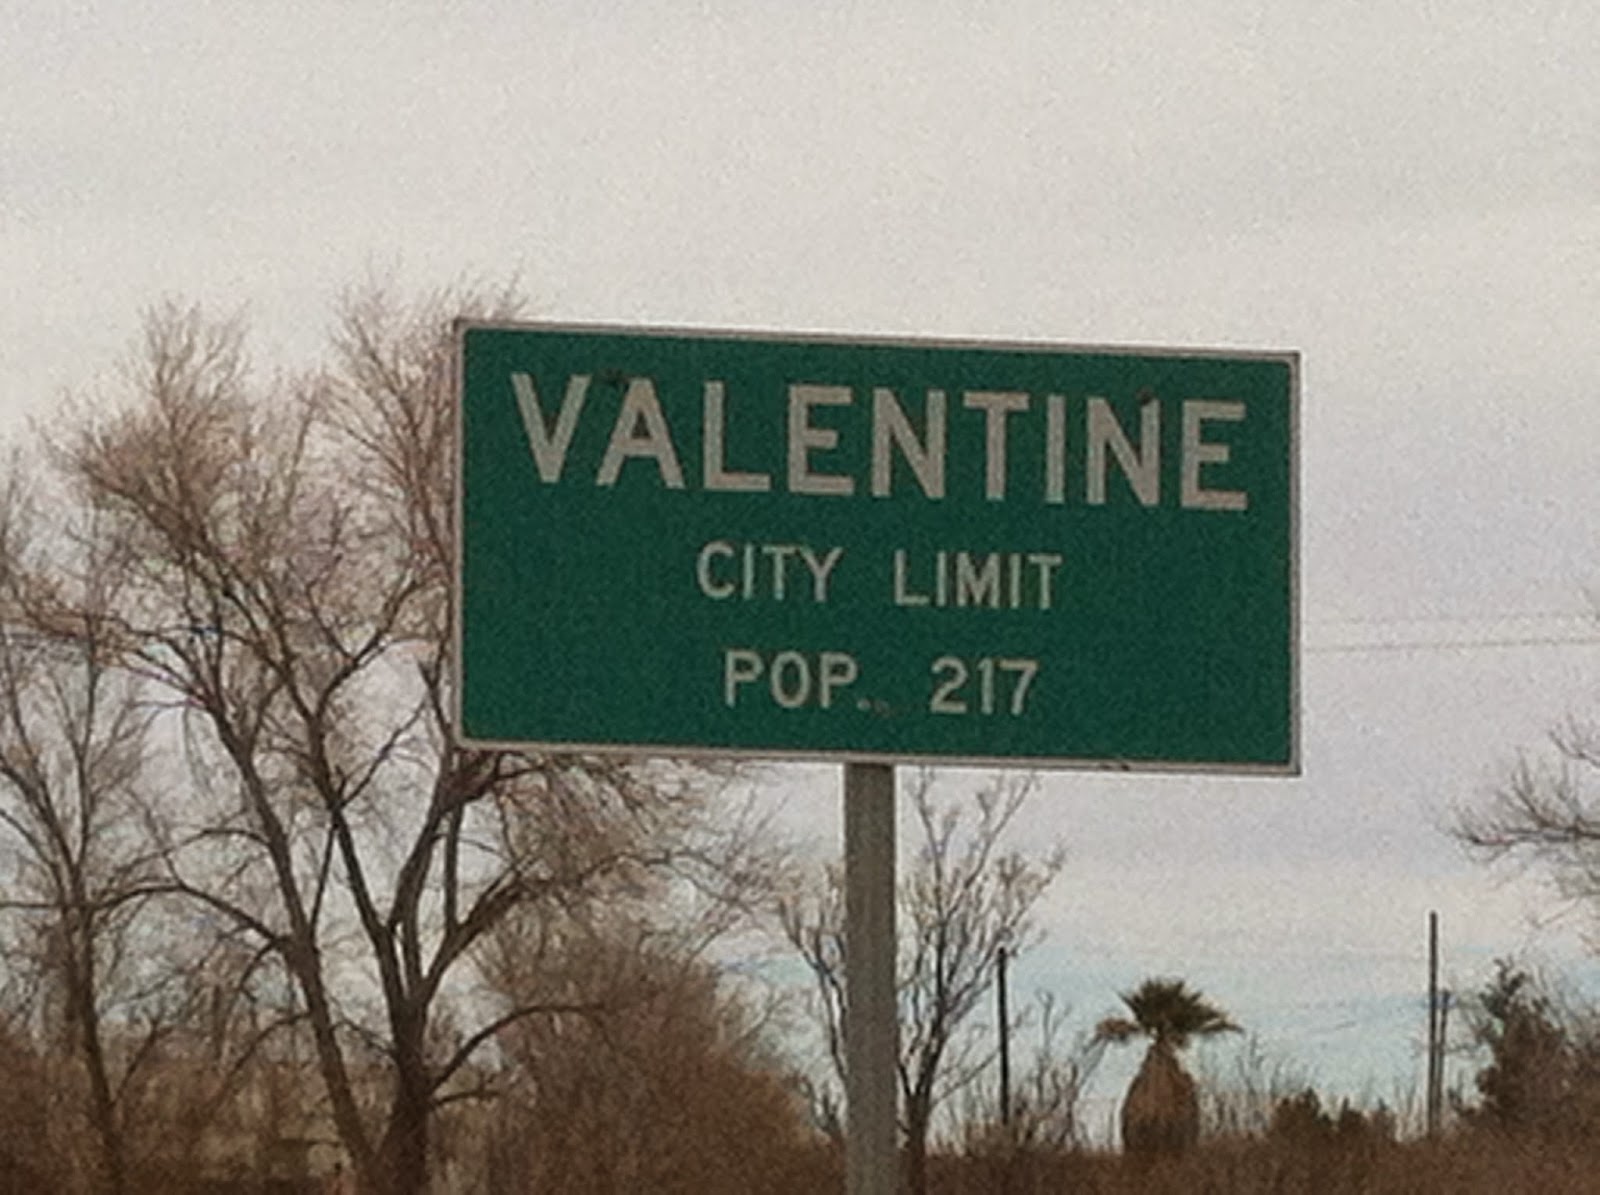 VALENTINE
CITY LIMIT
POP. 217